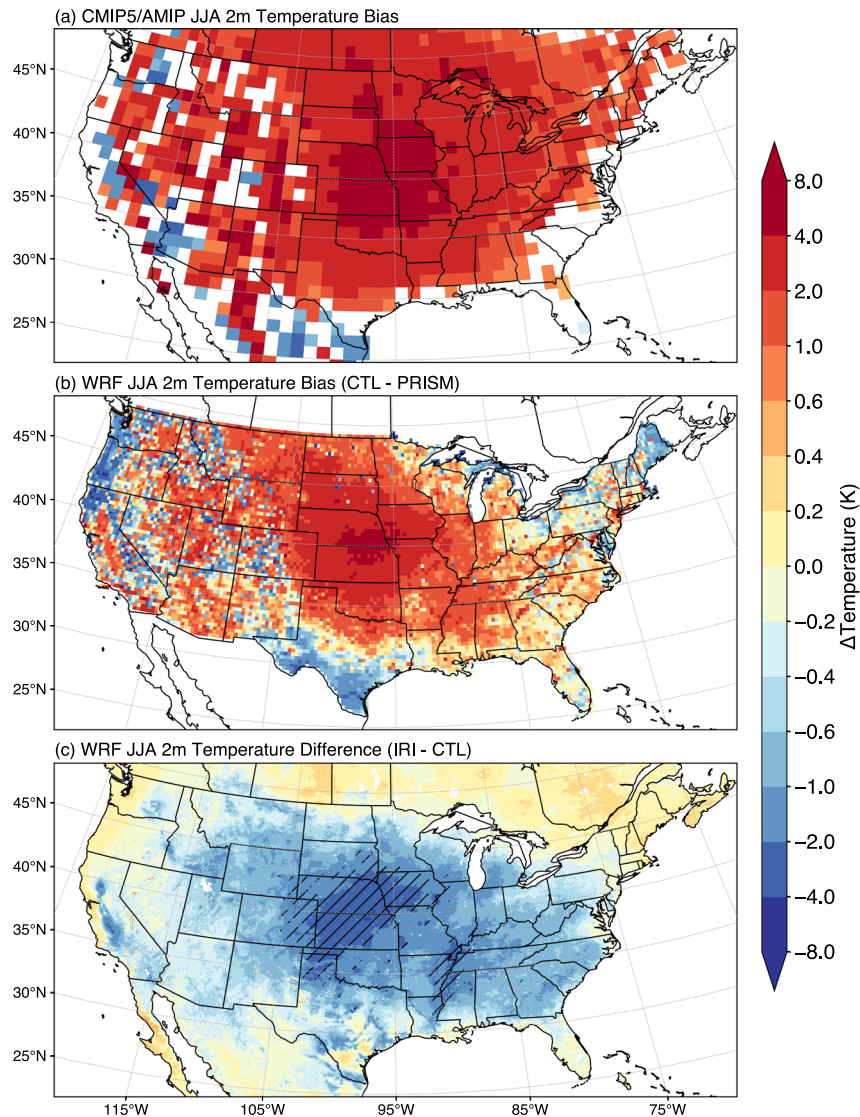 (a) CMIP5/AMIP JJA 2m Temperature Bias
45°N
40°N
35°N
30°N
25°N
(b) WRF JJA 2m Temperature Bias (CTL - PRISM)
45°N
40°N
35°N
30°N
25°N
(c) WRF JJA 2m Temperature Difference (IRI - CTL)
45°N
40°N
35°N
30°N
25°N
115°W 105°W 95°W 85°W 75°W
8.0
4.0
2.0
1.0
0.6
0.4
0.2
0.0
−0.2
−0.4
−0.6
−1.0
−2.0
−4.0
−8.0
ΔTemperature (K)